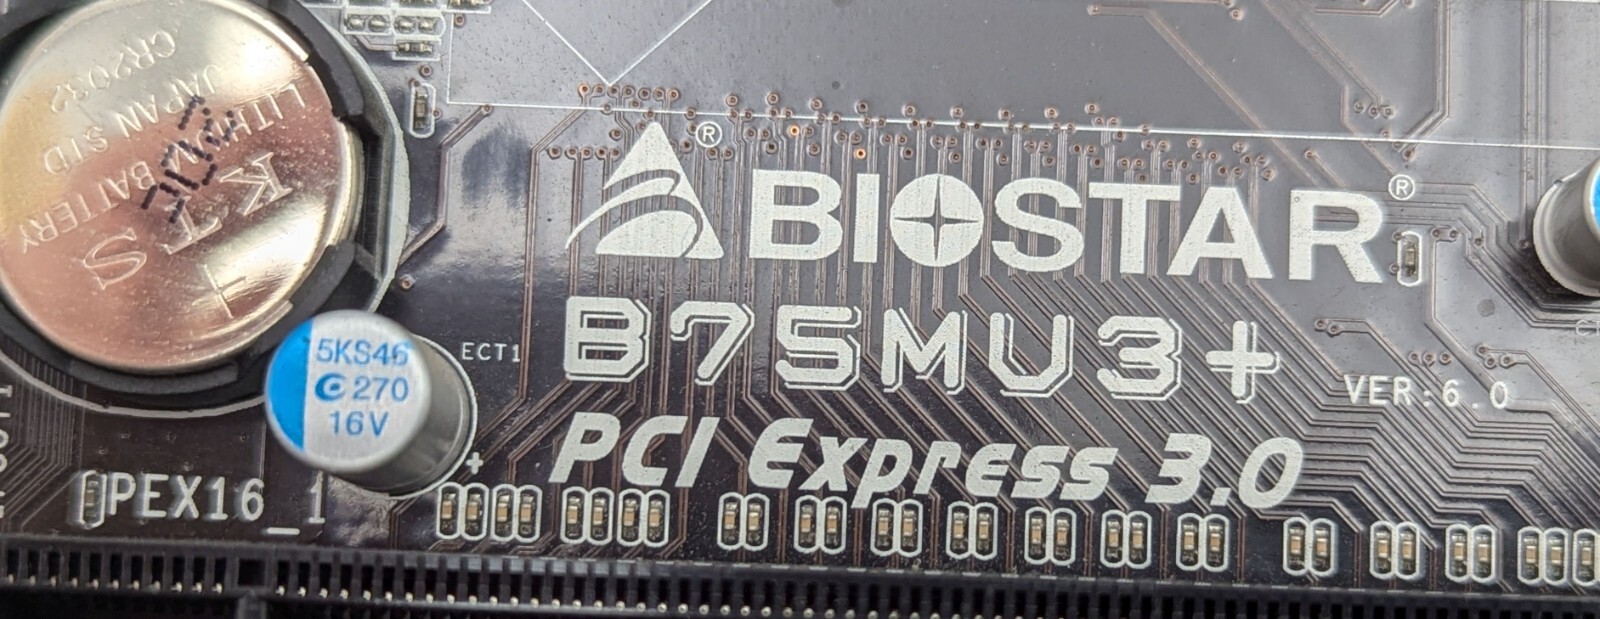 CR2032
JAPAN STD
LITHIUM BATTERY
KTS
+
®
BIOSTAR®
B75MU3+
VER:6.0
PCI Express 3.0
ECT1
5KS46
270
16V
+
PEX16_1